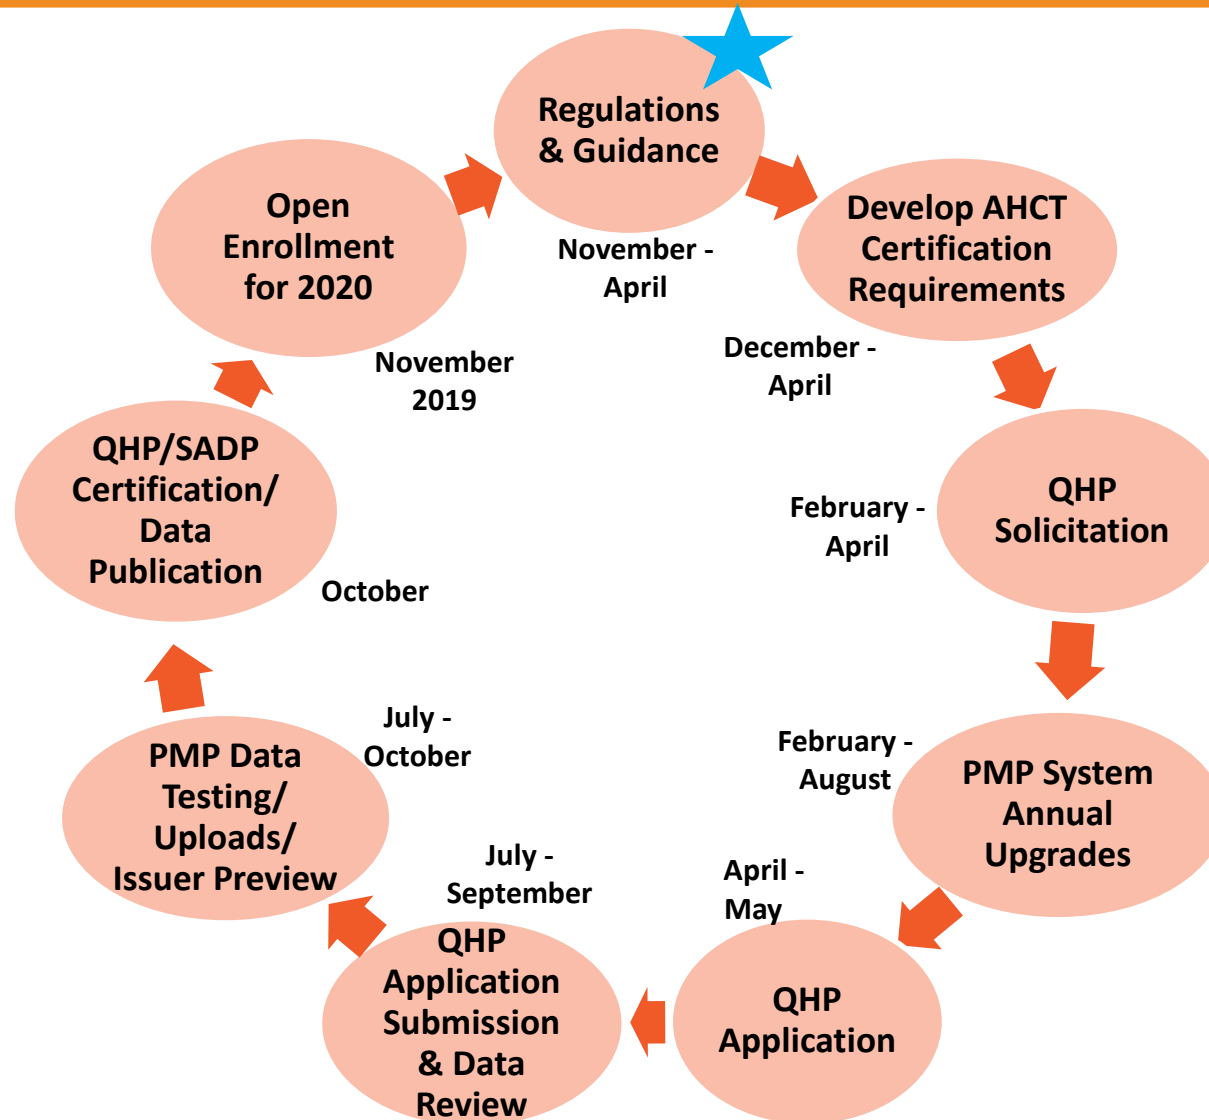 Regulations
& Guidance
November -
April
Develop AHCT
Certification
Requirements
December -
April
QHP
Solicitation
February -
April
PMP System
Annual
Upgrades
February -
August
QHP
Application
April -
May
QHP
Application
Submission
& Data
Review
July -
September
PMP Data
Testing/
Uploads/
Issuer Preview
July -
October
QHP/SADP
Certification/
Data
Publication
October
Open
Enrollment
for 2020
November
2019